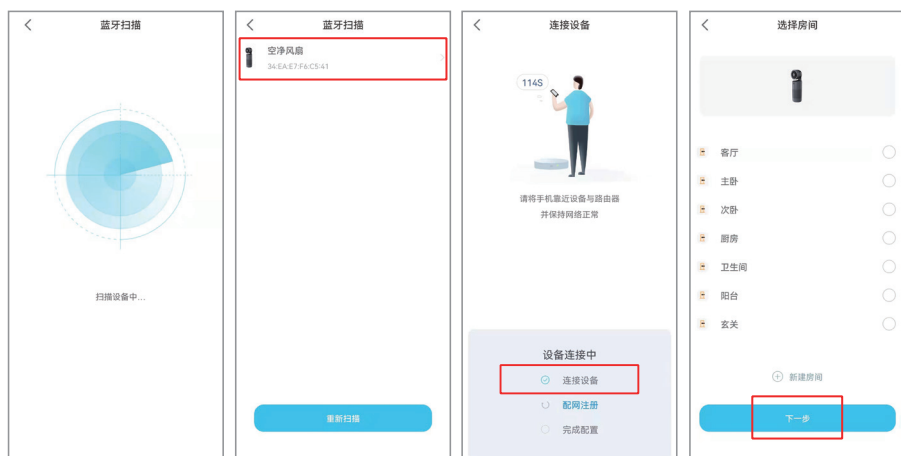 蓝牙扫描
扫描设备中...
蓝牙扫描
空净风扇
34:EA:E7:F6:C5:41
重新扫描
连接设备
114S
请将手机靠近设备与路由器
并保持网络正常
设备连接中
连接设备
配网注册
完成配置
选择房间
客厅
主卧
次卧
厨房
卫生间
阳台
玄关
新建房间
下一步